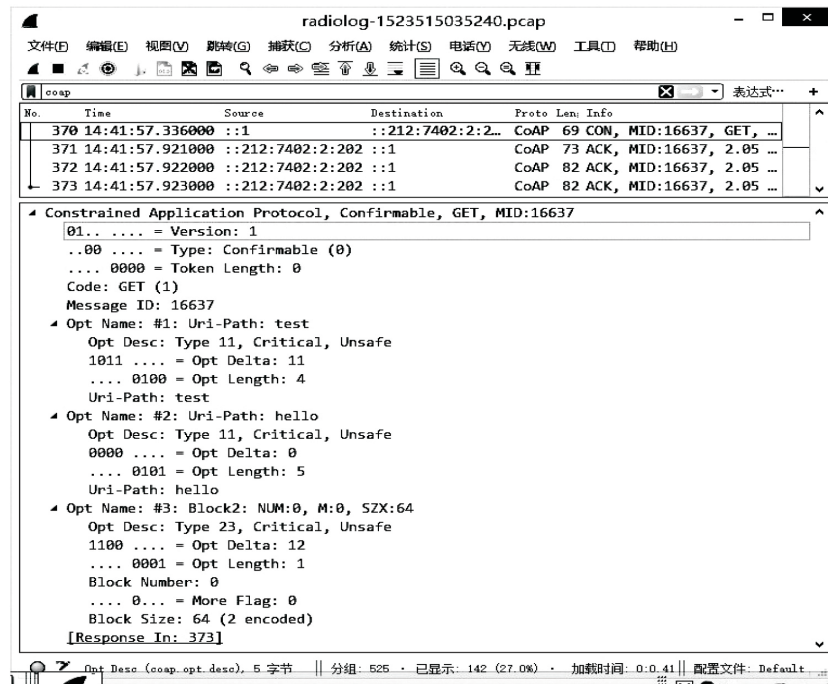 radiolog-1523515035240.pcap
文件(F) 编辑(E) 视图(V) 跳转(G) 捕获(C) 分析(A) 统计(S) 电话(Y) 无线(W) 工具(T) 帮助(H)
coap 表达式… +
No. Time Source Destination Proto Len Info
370 14:41:57.336000 ::1 ::212:7402:2:2… CoAP 69 CON, MID:16637, GET, …
371 14:41:57.921000 ::212:7402:2:202 ::1 CoAP 73 ACK, MID:16637, 2.05 …
372 14:41:57.922000 ::212:7402:2:202 ::1 CoAP 82 ACK, MID:16637, 2.05 …
373 14:41:57.923000 ::212:7402:2:202 ::1 CoAP 82 ACK, MID:16637, 2.05 …
Constrained Application Protocol, Confirmable, GET, MID:16637
01.. .... = Version: 1
..00 .... = Type: Confirmable (0)
.... 0000 = Token Length: 0
Code: GET (1)
Message ID: 16637
Opt Name: #1: Uri-Path: test
Opt Desc: Type 11, Critical, Unsafe
1011 .... = Opt Delta: 11
.... 0100 = Opt Length: 4
Uri-Path: test
Opt Name: #2: Uri-Path: hello
Opt Desc: Type 11, Critical, Unsafe
0000 .... = Opt Delta: 0
.... 0101 = Opt Length: 5
Uri-Path: hello
Opt Name: #3: Block2: NUM:0, M:0, SZX:64
Opt Desc: Type 23, Critical, Unsafe
1100 .... = Opt Delta: 12
.... 0001 = Opt Length: 1
Block Number: 0
.... 0... = More Flag: 0
Block Size: 64 (2 encoded)
[Response In: 373]
Opt Desc (coap.opt.desc), 5 字节 分组: 525 · 已显示: 142 (27.0%) · 加载时间: 0:0.41 配置文件: Default